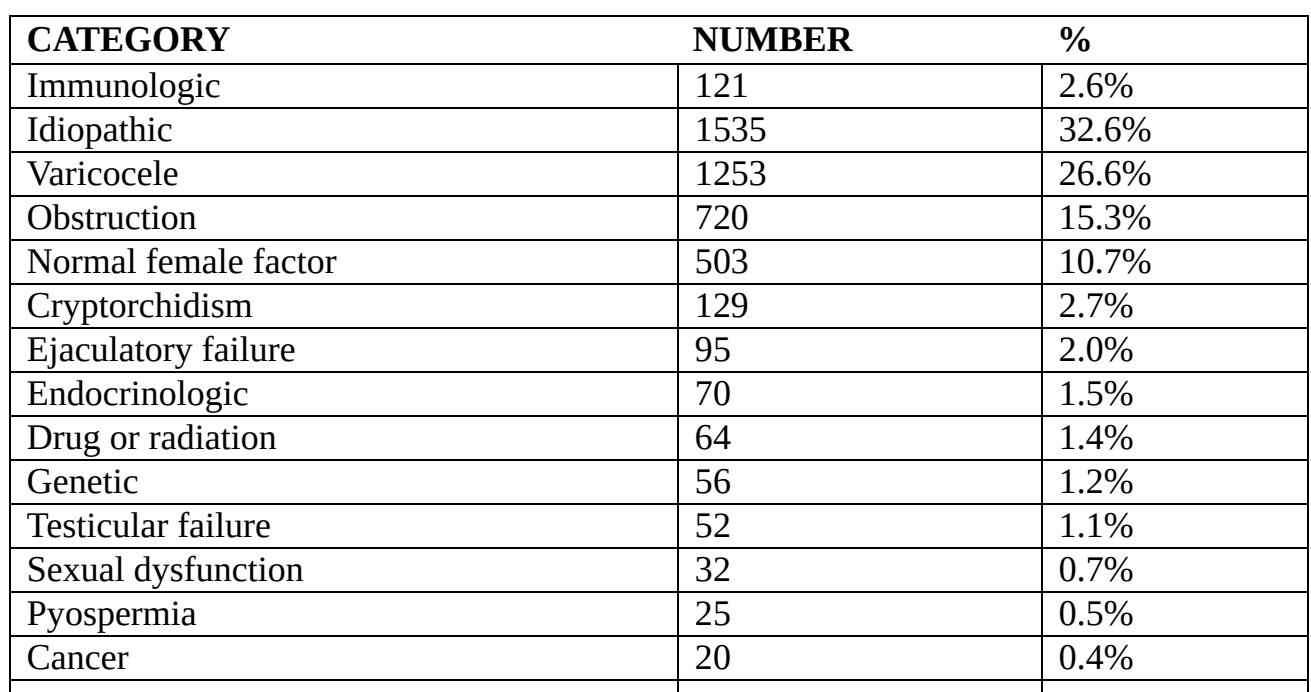 CATEGORY NUMBER %
Immunologic 121 2.6%
Idiopathic 1535 32.6%
Varicocele 1253 26.6%
Obstruction 720 15.3%
Normal female factor 503 10.7%
Cryptorchidism 129 2.7%
Ejaculatory failure 95 2.0%
Endocrinologic 70 1.5%
Drug or radiation 64 1.4%
Genetic 56 1.2%
Testicular failure 52 1.1%
Sexual dysfunction 32 0.7%
Pyospermia 25 0.5%
Cancer 20 0.4%